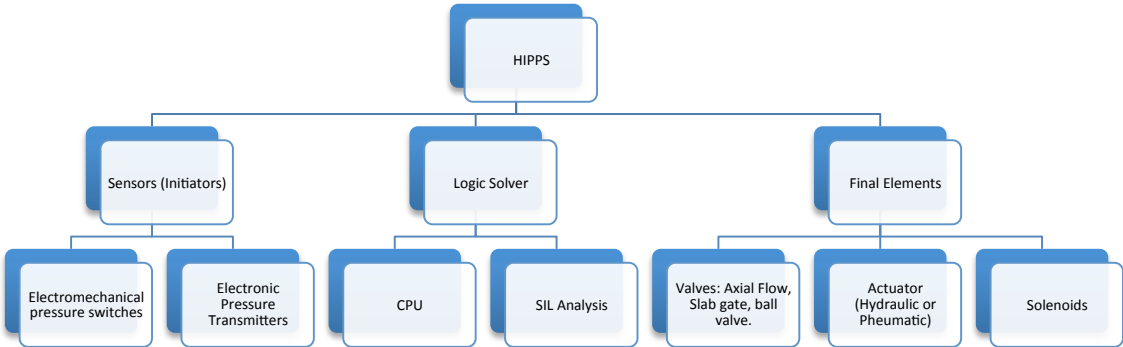 HIPPS
Sensors (Initiators)
Logic Solver
Final Elements
Electromechanical
pressure switches
Electronic
Pressure
Transmitters
CPU
SIL Analysis
Valves: Axial Flow,
Slab gate, ball
valve.
Actuator
(Hydraulic or
Pheumatic)
Solenoids